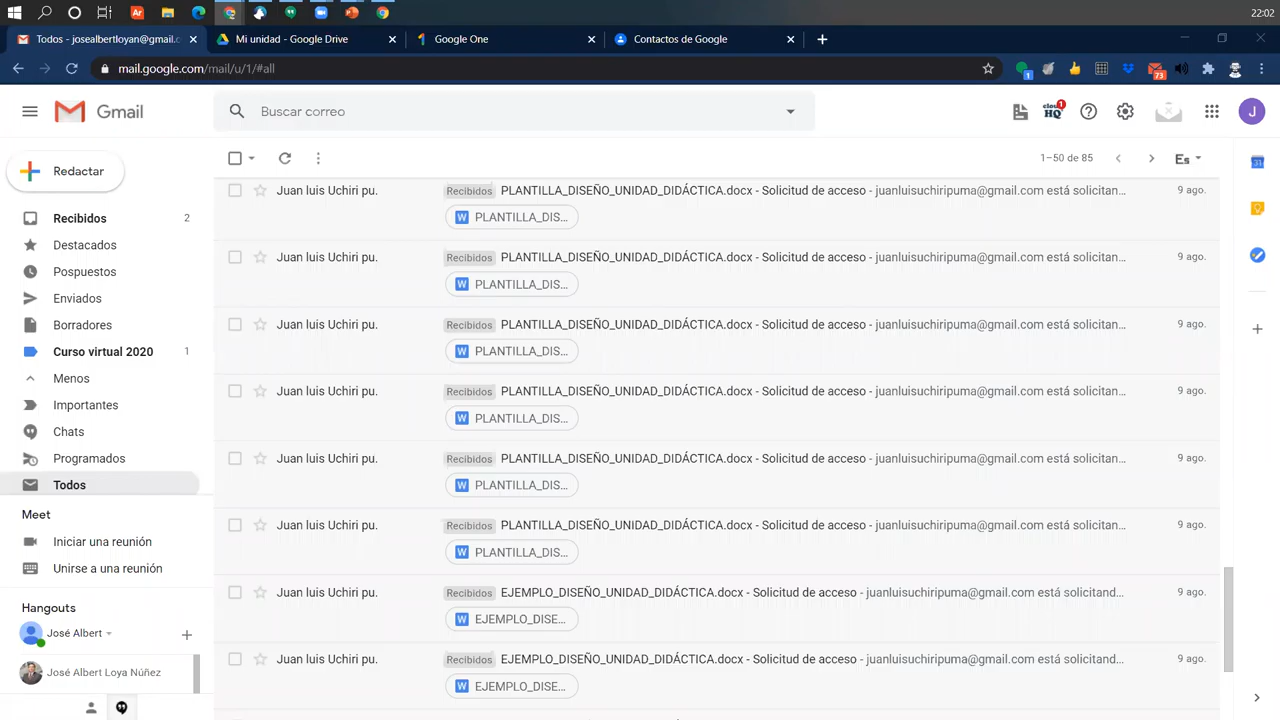 22:02
Todos - josealbertloyan@gmail.c
Mi unidad - Google Drive
Google One
Contactos de Google
mail.google.com/mail/u/1/#all
1
73
Gmail
Buscar correo
cloud
HQ
1
J
Redactar
1–50 de 85
Es
Recibidos 2
Destacados
Pospuestos
Enviados
Borradores
Curso virtual 2020 1
Menos
Importantes
Chats
Programados
Todos
Meet
Iniciar una reunión
Unirse a una reunión
Hangouts
José Albert
José Albert Loya Núñez
Juan luis Uchiri pu. Recibidos PLANTILLA_DISEÑO_UNIDAD_DIDÁCTICA.docx - Solicitud de acceso - juanluisuchiripuma@gmail.com está solicitan... 9 ago.
W PLANTILLA_DIS...
Juan luis Uchiri pu. Recibidos PLANTILLA_DISEÑO_UNIDAD_DIDÁCTICA.docx - Solicitud de acceso - juanluisuchiripuma@gmail.com está solicitan... 9 ago.
W PLANTILLA_DIS...
Juan luis Uchiri pu. Recibidos PLANTILLA_DISEÑO_UNIDAD_DIDÁCTICA.docx - Solicitud de acceso - juanluisuchiripuma@gmail.com está solicitan... 9 ago.
W PLANTILLA_DIS...
Juan luis Uchiri pu. Recibidos PLANTILLA_DISEÑO_UNIDAD_DIDÁCTICA.docx - Solicitud de acceso - juanluisuchiripuma@gmail.com está solicitan... 9 ago.
W PLANTILLA_DIS...
Juan luis Uchiri pu. Recibidos PLANTILLA_DISEÑO_UNIDAD_DIDÁCTICA.docx - Solicitud de acceso - juanluisuchiripuma@gmail.com está solicitan... 9 ago.
W PLANTILLA_DIS...
Juan luis Uchiri pu. Recibidos PLANTILLA_DISEÑO_UNIDAD_DIDÁCTICA.docx - Solicitud de acceso - juanluisuchiripuma@gmail.com está solicitan... 9 ago.
W PLANTILLA_DIS...
Juan luis Uchiri pu. Recibidos EJEMPLO_DISEÑO_UNIDAD_DIDÁCTICA.docx - Solicitud de acceso - juanluisuchiripuma@gmail.com está solicitando... 9 ago.
W EJEMPLO_DISE...
Juan luis Uchiri pu. Recibidos EJEMPLO_DISEÑO_UNIDAD_DIDÁCTICA.docx - Solicitud de acceso - juanluisuchiripuma@gmail.com está solicitando... 9 ago.
W EJEMPLO_DISE...